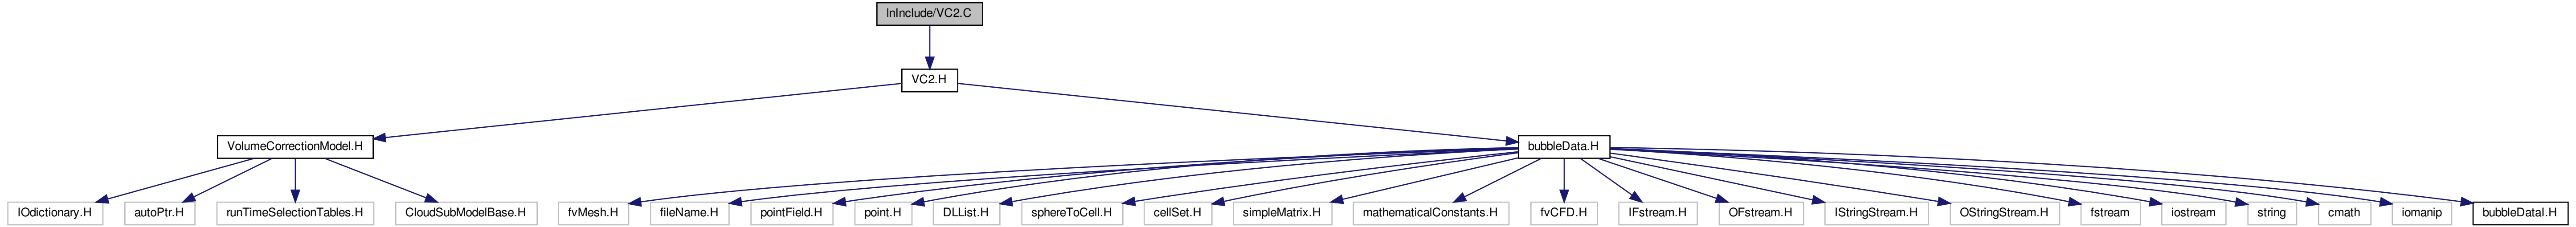 lnInclude/VC2.C
VC2.H
VolumeCorrectionModel.H
bubbleData.H
IOdictionary.H
autoPtr.H
runTimeSelectionTables.H
CloudSubModelBase.H
fvMesh.H
fileName.H
pointField.H
point.H
DLList.H
sphereToCell.H
cellSet.H
simpleMatrix.H
mathematicalConstants.H
fvCFD.H
IFstream.H
OFstream.H
IStringStream.H
OStringStream.H
fstream
iostream
string
cmath
iomanip
bubbleDataI.H